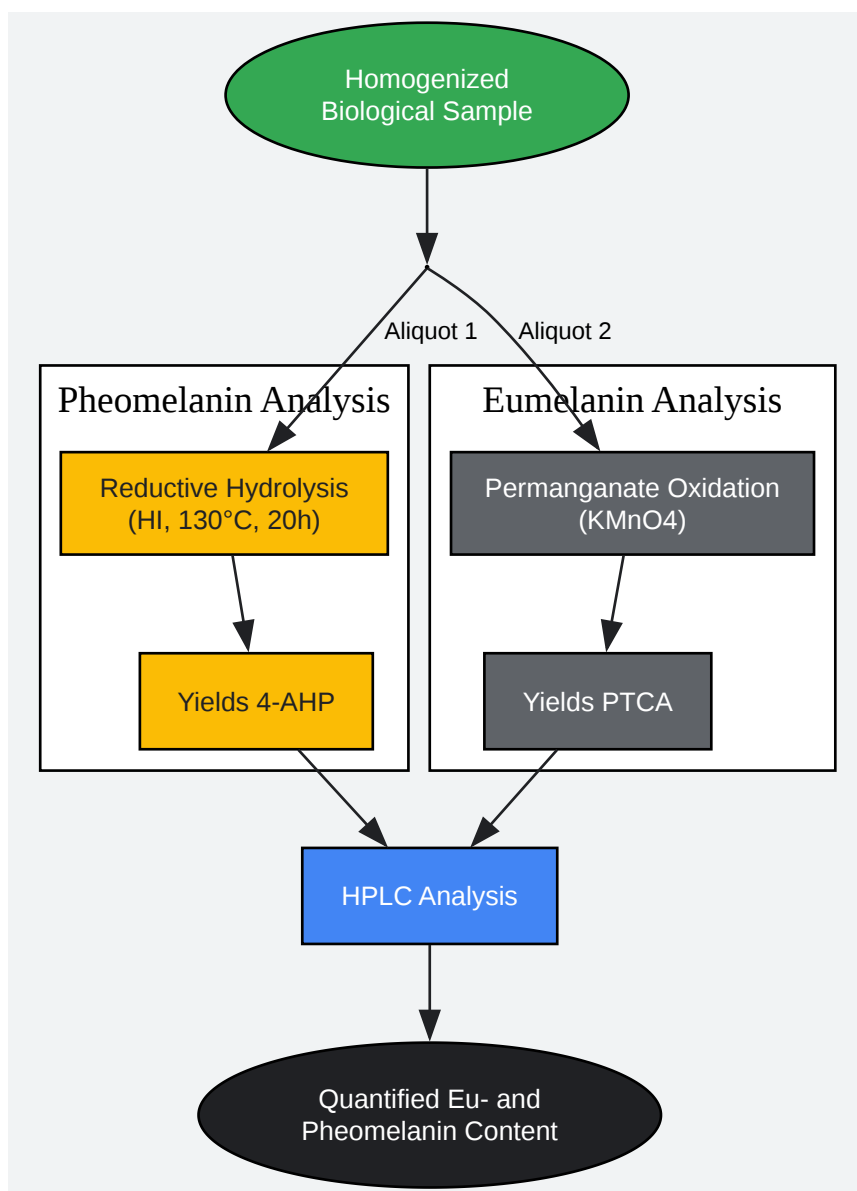 Homogenized
Biological Sample
Aliquot 1
Aliquot 2
Pheomelanin Analysis
Eumelanin Analysis
Reductive Hydrolysis
(HI, 130°C, 20h)
Permanganate Oxidation
(KMnO4)
Yields 4-AHP
Yields PTCA
HPLC Analysis
Quantified Eu- and
Pheomelanin Content